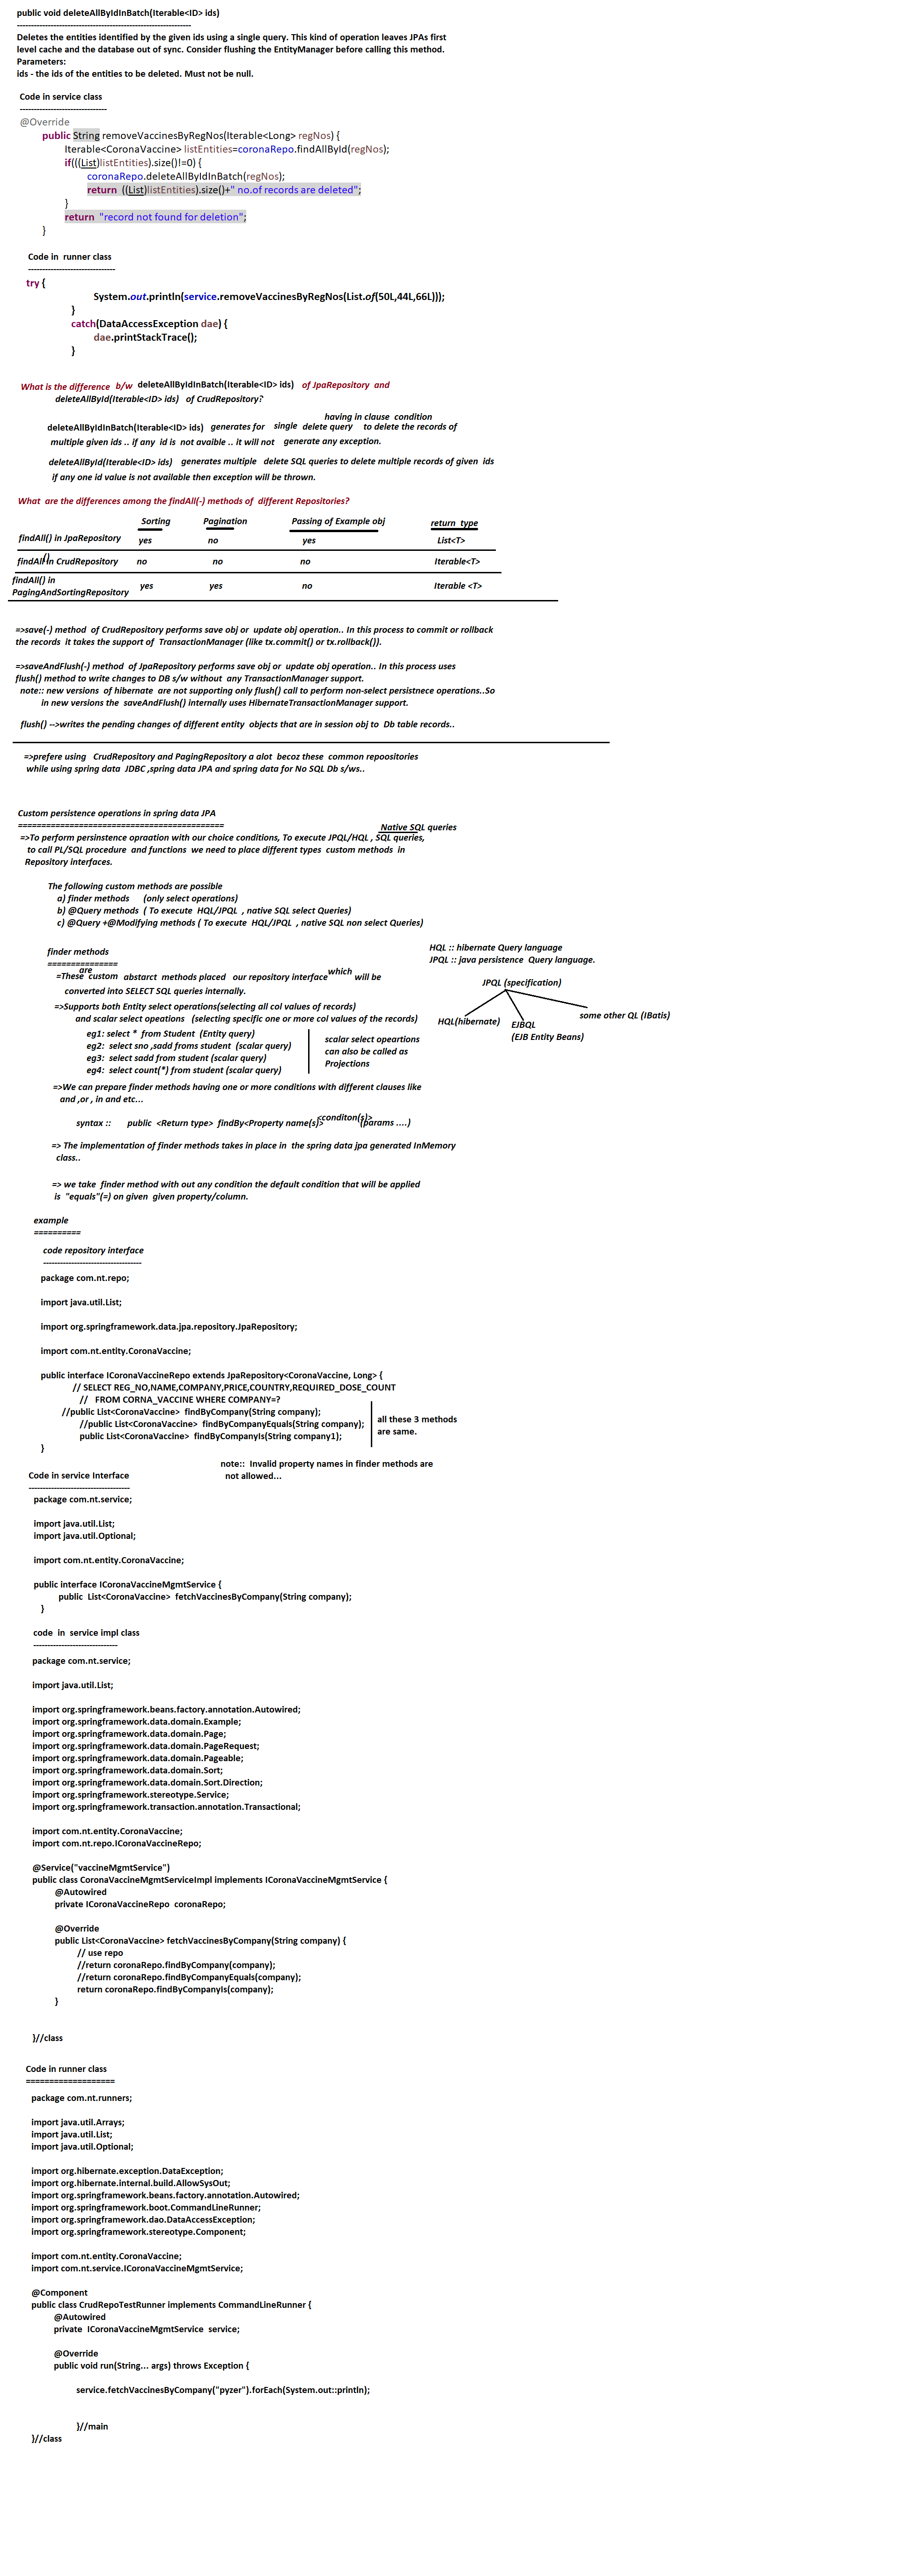 public void deleteAllByIdInBatch(Iterable<ID> ids)
--------------------------------------------------------------
Deletes the entities identified by the given ids using a single query. This kind of operation leaves JPAs first
level cache and the database out of sync. Consider flushing the EntityManager before calling this method.
Parameters:
ids - the ids of the entities to be deleted. Must not be null.
Code in service class
-------------------------------
@Override
public String removeVaccinesByRegNos(Iterable<Long> regNos) {
Iterable<CoronaVaccine> listEntities=coronaRepo.findAllById(regNos);
if(((List)listEntities).size()!=0) {
coronaRepo.deleteAllByIdInBatch(regNos);
return ((List)listEntities).size()+" no.of records are deleted";
}
return "record not found for deletion";
}
Code in runner class
-------------------------------
try {
System.out.println(service.removeVaccinesByRegNos(List.of(50L,44L,66L)));
}
catch(DataAccessException dae) {
dae.printStackTrace();
}
What is the difference b/w deleteAllByIdInBatch(Iterable<ID> ids) of JpaRepository and
deleteAllById(Iterable<ID> ids) of CrudRepository?
having in clause condition
deleteAllByIdInBatch(Iterable<ID> ids) generates for single delete query to delete the records of
multiple given ids .. if any id is not avaible .. it will not generate any exception.
deleteAllById(Iterable<ID> ids) generates multiple delete SQL queries to delete multiple records of given ids
if any one id value is not available then exception will be thrown.
What are the differences among the findAll(-) methods of different Repositories?
Sorting Pagination Passing of Example obj return type
findAll() in JpaRepository yes no yes List<T>
findAll() in CrudRepository no no no Iterable<T>
findAll() in
PagingAndSortingRepository yes yes no Iterable <T>
=>save(-) method of CrudRepository performs save obj or update obj operation.. In this process to commit or rollback
the records it takes the support of TransactionManager (like tx.commit() or tx.rollback()).
=>saveAndFlush(-) method of JpaRepository performs save obj or update obj operation.. In this process uses
flush() method to write changes to DB s/w without any TransactionManager support.
note:: new versions of hibernate are not supporting only flush() call to perform non-select persistnece operations..So
in new versions the saveAndFlush() internally uses HibernateTransactionManager support.
flush() -->writes the pending changes of different entity objects that are in session obj to Db table records..
=>prefere using CrudRepository and PagingRepository a alot becoz these common repoositories
while using spring data JDBC ,spring data JPA and spring data for No SQL Db s/ws..
Custom persistence operations in spring data JPA
============================================
Native SQL queries
=>To perform persinstence opraation with our choice conditions, To execute JPQL/HQL , SQL queries,
to call PL/SQL procedure and functions we need to place different types custom methods in
Repository interfaces.
The following custom methods are possible
a) finder methods (only select operations)
b) @Query methods ( To execute HQL/JPQL , native SQL select Queries)
c) @Query +@Modifying methods ( To execute HQL/JPQL , native SQL non select Queries)
HQL :: hibernate Query language
JPQL :: java persistence Query language.
JPQL (specification)
HQL(hibernate)
EJBQL
(EJB Entity Beans)
some other QL (IBatis)
finder methods
===============
=>These are custom abstarct methods placed our repository interface which will be
converted into SELECT SQL queries internally.
=>Supports both Entity select operations(selecting all col values of records)
and scalar select opeations (selecting specific one or more col values of the records)
eg1: select * from Student (Entity query)
eg2: select sno ,sadd froms student (scalar query)
eg3: select sadd from student (scalar query)
eg4: select count(*) from student (scalar query)
scalar select opeartions
can also be called as
Projections
=>We can prepare finder methods having one or more conditions with different clauses like
and ,or , in and etc...
syntax :: public <Return type> findBy<Property name(s)><conditon(s)>(params ....)
=> The implementation of finder methods takes in place in the spring data jpa generated InMemory
class..
=> we take finder method with out any condition the default condition that will be applied
is "equals"(=) on given given property/column.
example
==========
code repository interface
-----------------------------------
package com.nt.repo;
import java.util.List;
import org.springframework.data.jpa.repository.JpaRepository;
import com.nt.entity.CoronaVaccine;
public interface ICoronaVaccineRepo extends JpaRepository<CoronaVaccine, Long> {
// SELECT REG_NO,NAME,COMPANY,PRICE,COUNTRY,REQUIRED_DOSE_COUNT
// FROM CORNA_VACCINE WHERE COMPANY=?
//public List<CoronaVaccine> findByCompany(String company);
//public List<CoronaVaccine> findByCompanyEquals(String company);
public List<CoronaVaccine> findByCompanyIs(String company1);
}
all these 3 methods
are same.
note:: Invalid property names in finder methods are
not allowed...
Code in service Interface
------------------------------------
package com.nt.service;
import java.util.List;
import java.util.Optional;
import com.nt.entity.CoronaVaccine;
public interface ICoronaVaccineMgmtService {
public List<CoronaVaccine> fetchVaccinesByCompany(String company);
}
code in service impl class
------------------------------
package com.nt.service;
import java.util.List;
import org.springframework.beans.factory.annotation.Autowired;
import org.springframework.data.domain.Example;
import org.springframework.data.domain.Page;
import org.springframework.data.domain.PageRequest;
import org.springframework.data.domain.Pageable;
import org.springframework.data.domain.Sort;
import org.springframework.data.domain.Sort.Direction;
import org.springframework.stereotype.Service;
import org.springframework.transaction.annotation.Transactional;
import com.nt.entity.CoronaVaccine;
import com.nt.repo.ICoronaVaccineRepo;
@Service("vaccineMgmtService")
public class CoronaVaccineMgmtServiceImpl implements ICoronaVaccineMgmtService {
@Autowired
private ICoronaVaccineRepo coronaRepo;
@Override
public List<CoronaVaccine> fetchVaccinesByCompany(String company) {
// use repo
//return coronaRepo.findByCompany(company);
//return coronaRepo.findByCompanyEquals(company);
return coronaRepo.findByCompanyIs(company);
}
}//class
Code in runner class
===================
package com.nt.runners;
import java.util.Arrays;
import java.util.List;
import java.util.Optional;
import org.hibernate.exception.DataException;
import org.hibernate.internal.build.AllowSysOut;
import org.springframework.beans.factory.annotation.Autowired;
import org.springframework.boot.CommandLineRunner;
import org.springframework.dao.DataAccessException;
import org.springframework.stereotype.Component;
import com.nt.entity.CoronaVaccine;
import com.nt.service.ICoronaVaccineMgmtService;
@Component
public class CrudRepoTestRunner implements CommandLineRunner {
@Autowired
private ICoronaVaccineMgmtService service;
@Override
public void run(String... args) throws Exception {
service.fetchVaccinesByCompany("pyzer").forEach(System.out::println);
}//main
}//class